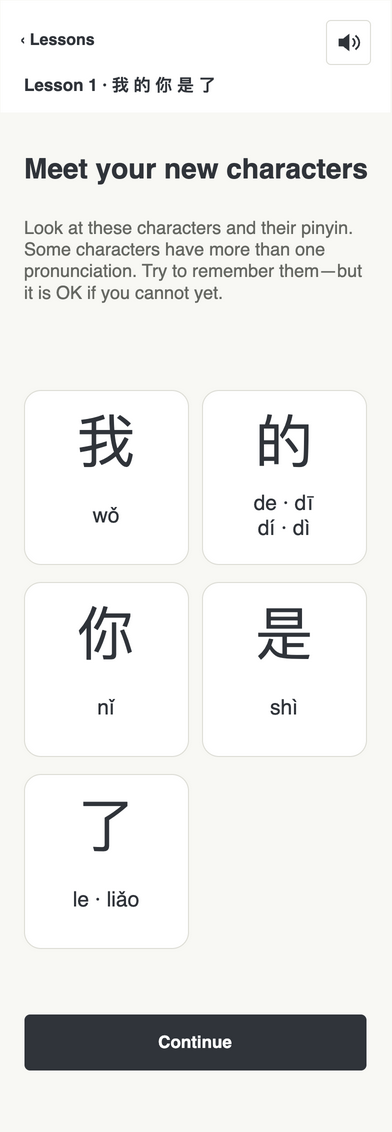 ‹ Lessons
Lesson 1 · 我 的 你 是 了
Meet your new characters
Look at these characters and their pinyin.
Some characters have more than one
pronunciation. Try to remember them—but
it is OK if you cannot yet.
我
wǒ
的
de · dī
dí · dì
你
nǐ
是
shì
了
le · liǎo
Continue